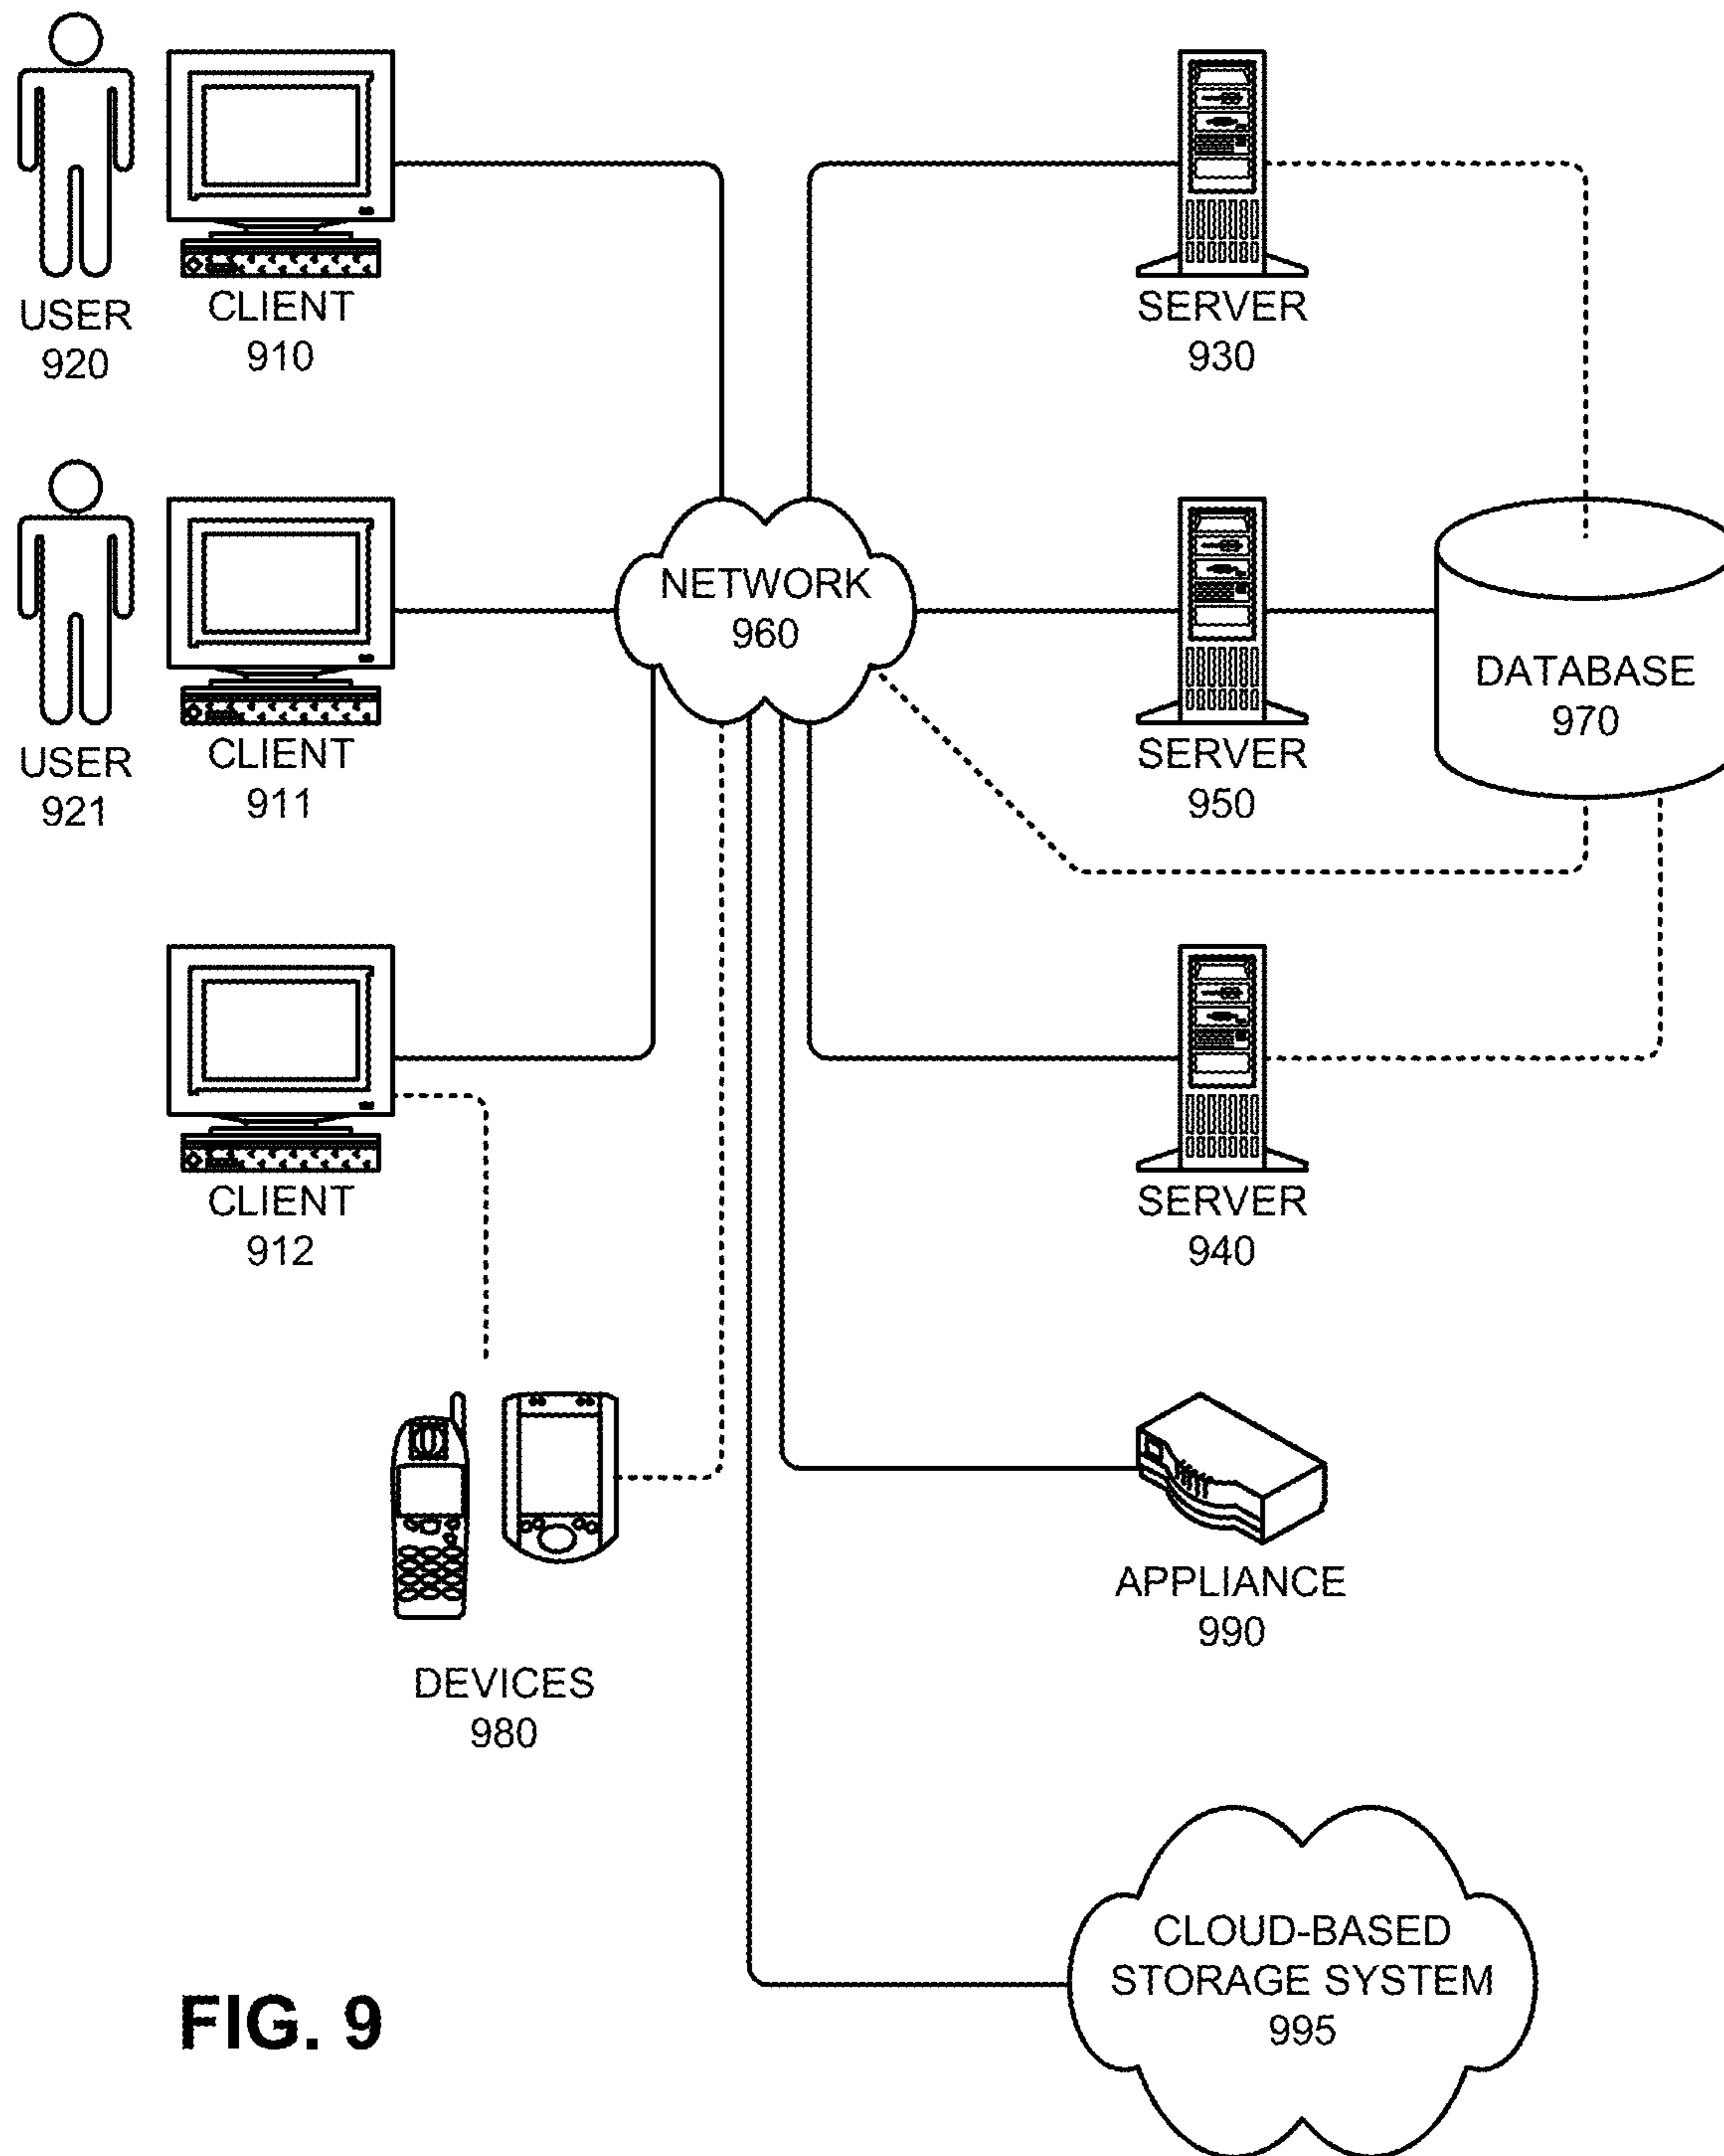 USER
920
CLIENT
910
SERVER
930
USER
921
CLIENT
911
NETWORK
960
SERVER
950
DATABASE
970
CLIENT
912
SERVER
940
DEVICES
980
APPLIANCE
990
CLOUD-BASED
STORAGE SYSTEM
995
FIG. 9